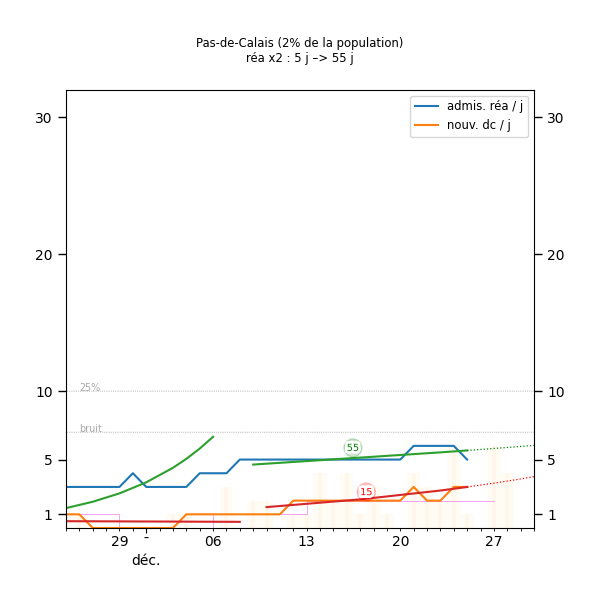 Pas-de-Calais (2% de la population)
réa x2 : 5 j –> 55 j
admis. réa / j
nouv. dc / j
30 30
20 20
25%
10 10
bruit
55
5 5
15
1 1
29 - 06 13 20 27
déc.